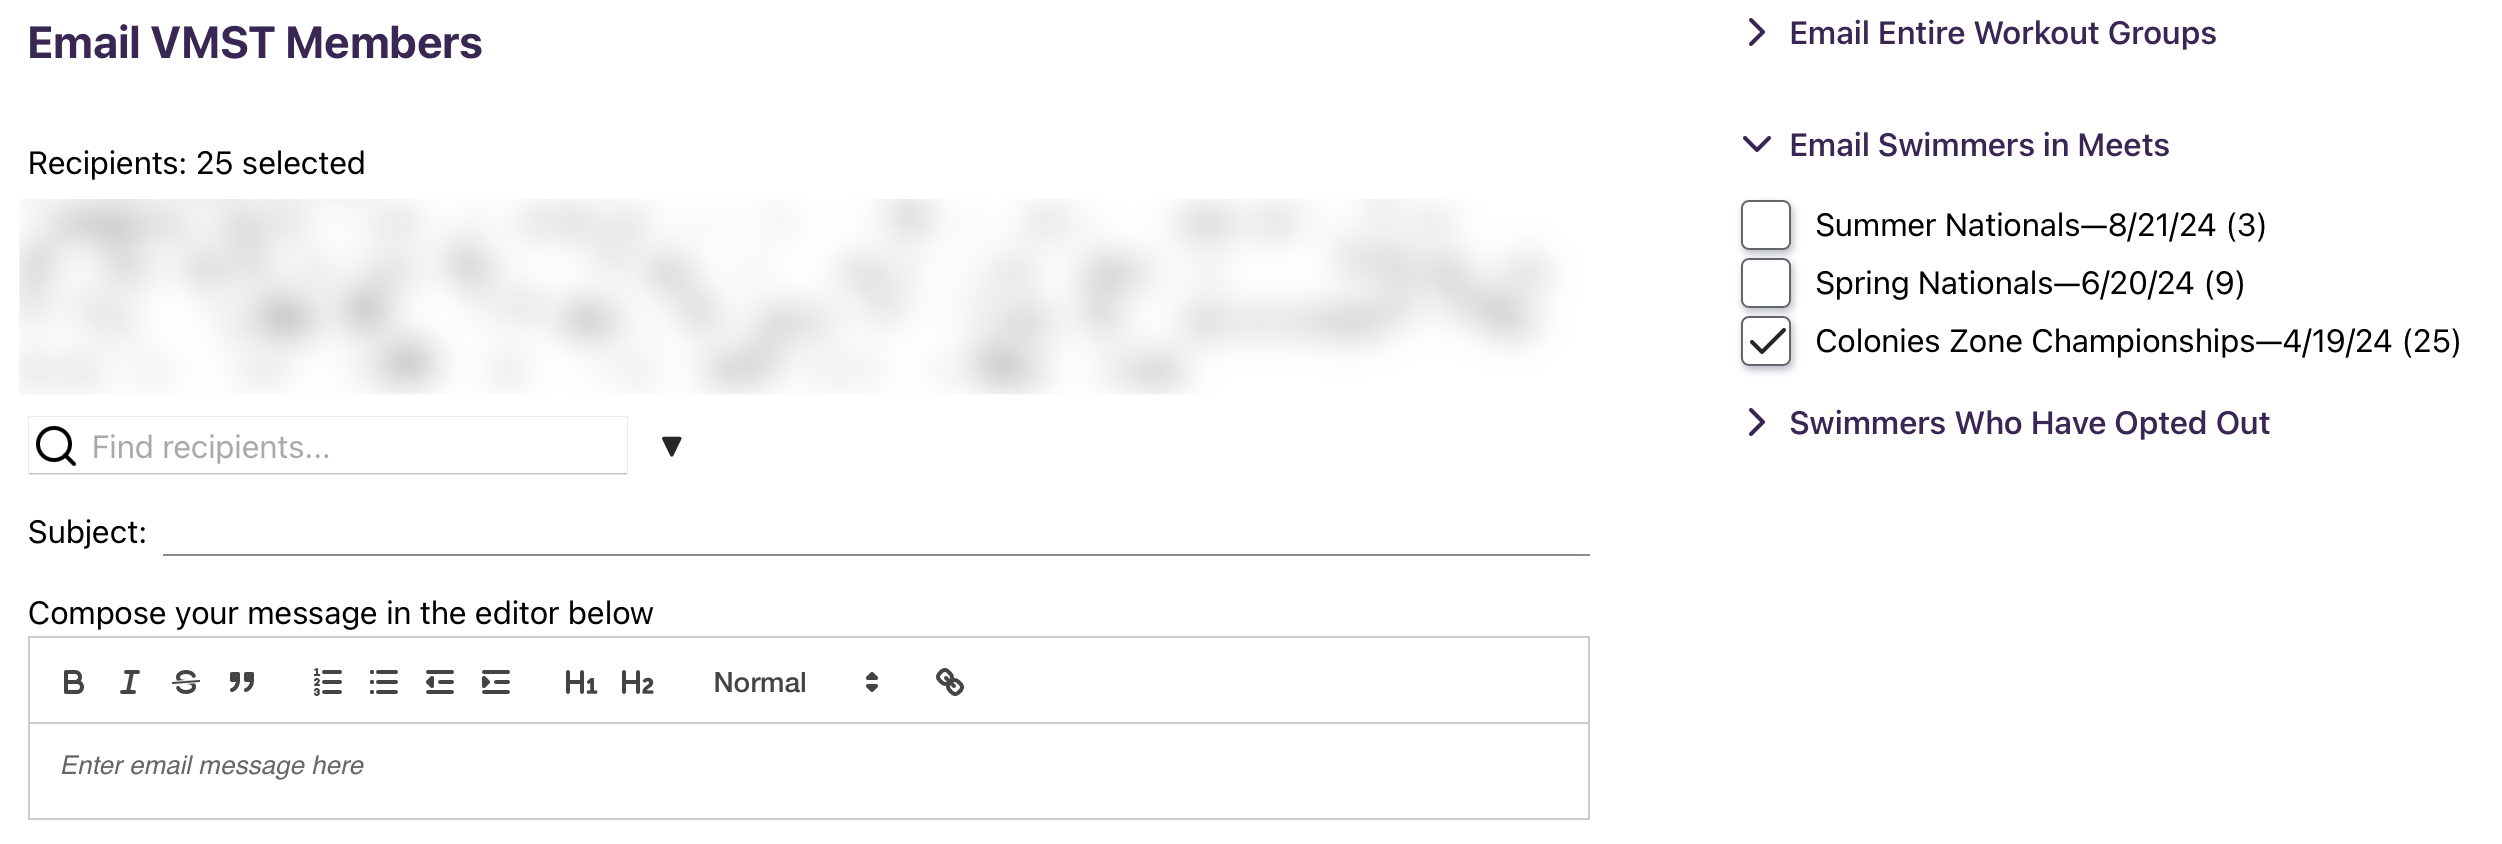 Email VMST Members
Recipients: 25 selected
Find recipients...
Subject:
Compose your message in the editor below
B I S ” H1 H2 Normal
Enter email message here
Email Entire Workout Groups
Email Swimmers in Meets
Summer Nationals—8/21/24 (3)
Spring Nationals—6/20/24 (9)
Colonies Zone Championships—4/19/24 (25)
Swimmers Who Have Opted Out